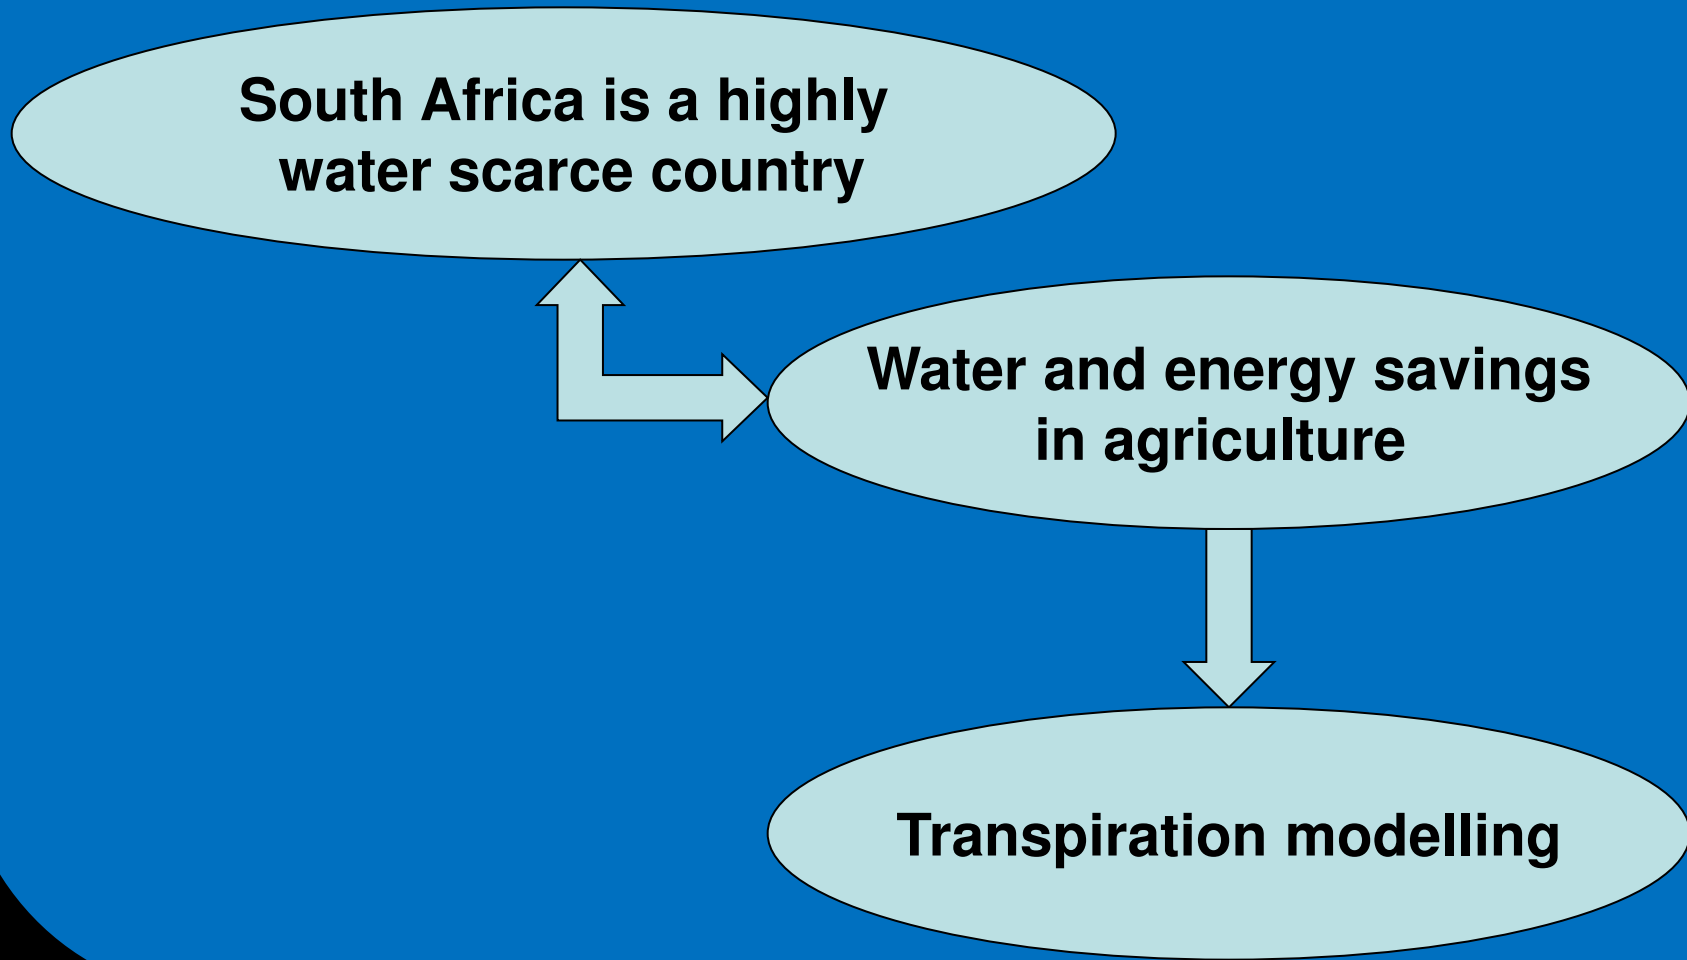 South Africa is a highly
water scarce country
Water and energy savings
in agriculture
Transpiration modelling